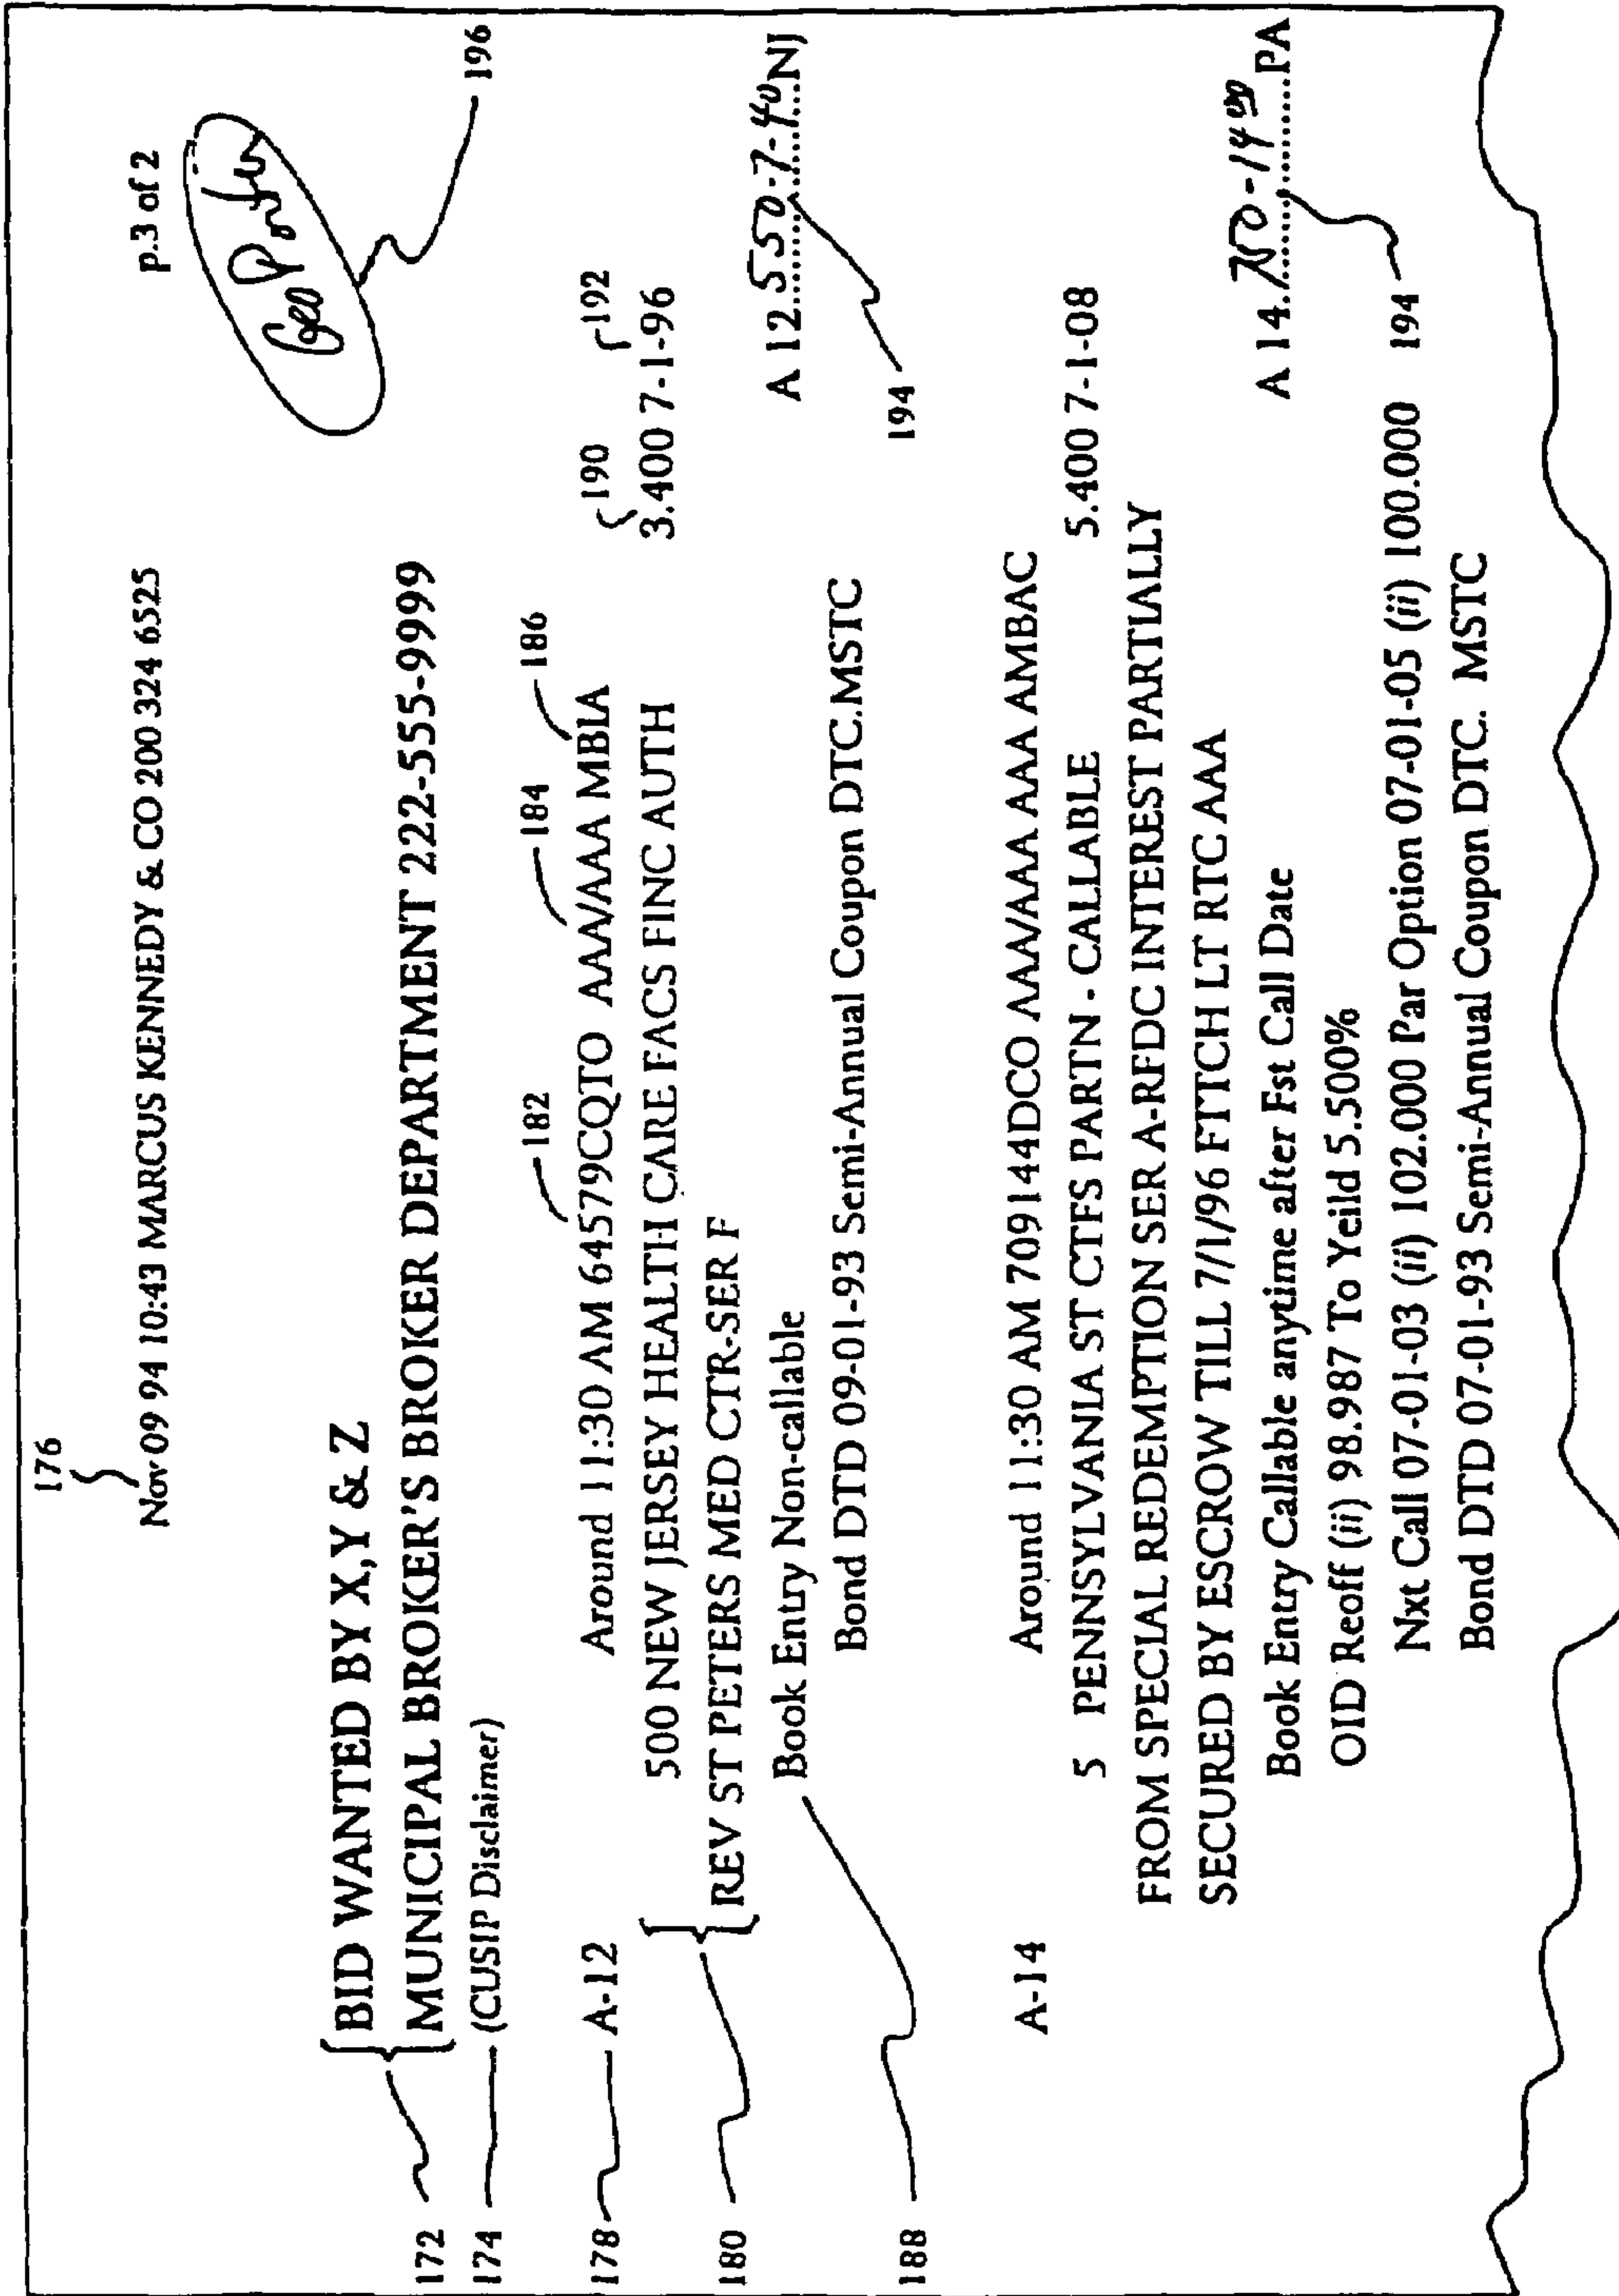 176
Nov 09 94 10:43 MARCUS KENNEDY & CO 200 324 6525
p.3 of 2
196
172
BID WANTED BY X,Y & Z
MUNICIPAL BROKER'S BROKER DEPARTMENT 222-555-9999
174
(CUSIP Disclaimer)
182 184 186
178
A-12
Around 11:30 AM 64579CQTO AAA/AAA MBIA
190 192
180
500 NEW JERSEY HEALTH CARE FACS FINC AUTH 3.400 7-1-96
REV ST PETERS MED CTR-SER F
188
Book Entry Non-callable
A 12 550-7-40 NJ
Bond DTD 09-01-93 Semi-Annual Coupon DTC.MSTC
194
A-14
Around 11:30 AM 709144DCO AAA/AAA AAA AMBAC
5 PENNSYLVANIA ST CTFS PARTN - CALLABLE 5.400 7-1-08
FROM SPECIAL REDEMPTION SER A-RFDC INTEREST PARTIALLY
SECURED BY ESCROW TILL 7/1/96 FITTCH LT RTC AAA
Book Entry Callable anytime after Fst Call Date
A 14. PA
OID Reoff (ii) 98.987 To Yeild 5.500%
Nxt Call 07-01-03 (ii) 102.000 Par Option 07-01-05 (ii) 100.000
194
Bond DTD 07-01-93 Semi-Annual Coupon DTC. MSTC